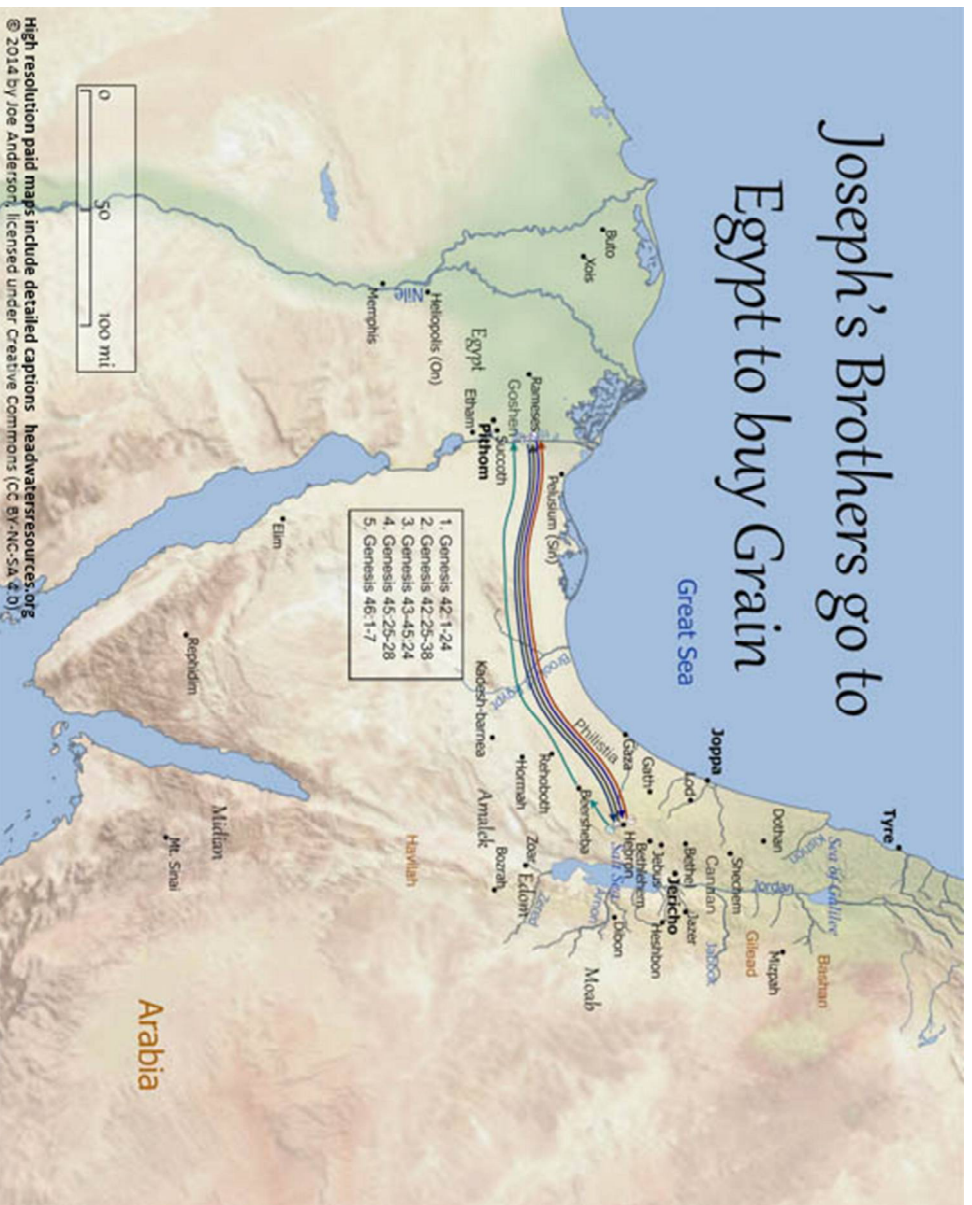 Joseph's Brothers go to
Egypt to buy Grain
Great Sea
Tyre
Sea of Galilee
Kishon
Bashan
Dothan
Mizpah
Gilead
Joppa
Shechem
Jordan
Jabbok
Lod
Canaan
Bethel
Jazer
Jericho
Gath
Jebus
Heshbon
Bethlehem
Gaza
Hebron
Salt Sea
Arnon
Dibon
Moab
Philistia
Beersheba
Rehoboth
Zoar
Edom
Zered
Hormah
Bozrah
Amalek
Kadesh-barnea
Buto
Xois
Pelusium (Sin)
Rameses
Goshen
Succoth
Pithom
Egypt
Etham
Heliopolis (On)
Nile
Memphis
1. Genesis 42:1-24
2. Genesis 42:25-38
3. Genesis 43-45:24
4. Genesis 45:25-28
5. Genesis 46:1-7
Havilah
Elim
Rephidim
Midian
Mt. Sinai
Arabia
0 50 100 mi
High resolution paid maps include detailed captions headwatersresources.org
© 2014 by Joe Anderson, licensed under Creative Commons (CC BY-NC-SA 4.0)